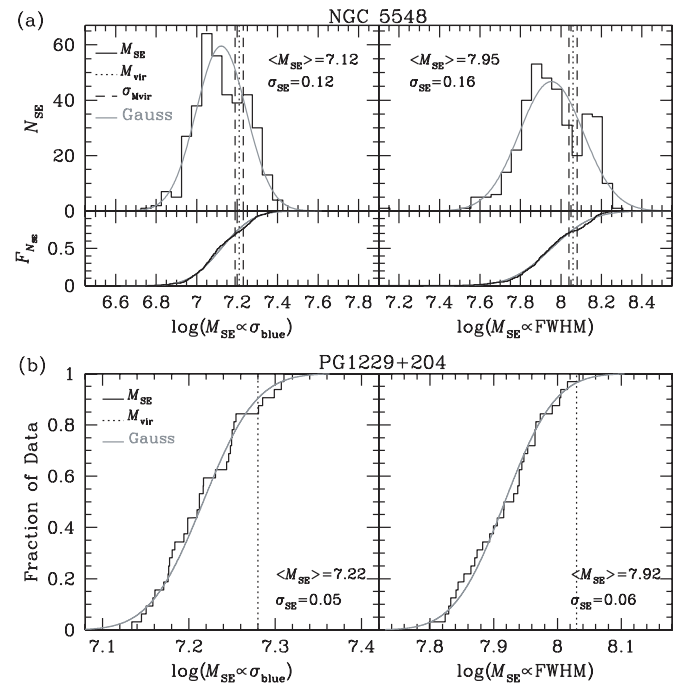 (a) NGC 5548
M_SE
M_vir
σ_Mvir
Gauss
<M_SE>=7.12
σ_SE=0.12
<M_SE>=7.95
σ_SE=0.16
N_SE
60
40
20
0
F_N_SE
0.5
0
6.6 6.8 7 7.2 7.4 7.6 7.8 7.2 7.4 7.6 7.8 8 8.2 8.4
log(M_SE∝σ_blue) log(M_SE∝FWHM)
(b) PG1229+204
M_SE
M_vir
Gauss
Fraction of Data
1
0.8
0.6
0.4
0.2
0
<M_SE>=7.22
σ_SE=0.05
<M_SE>=7.92
σ_SE=0.06
7.1 7.2 7.3 7.4 7.8 7.9 8 8.1
log(M_SE∝σ_blue) log(M_SE∝FWHM)